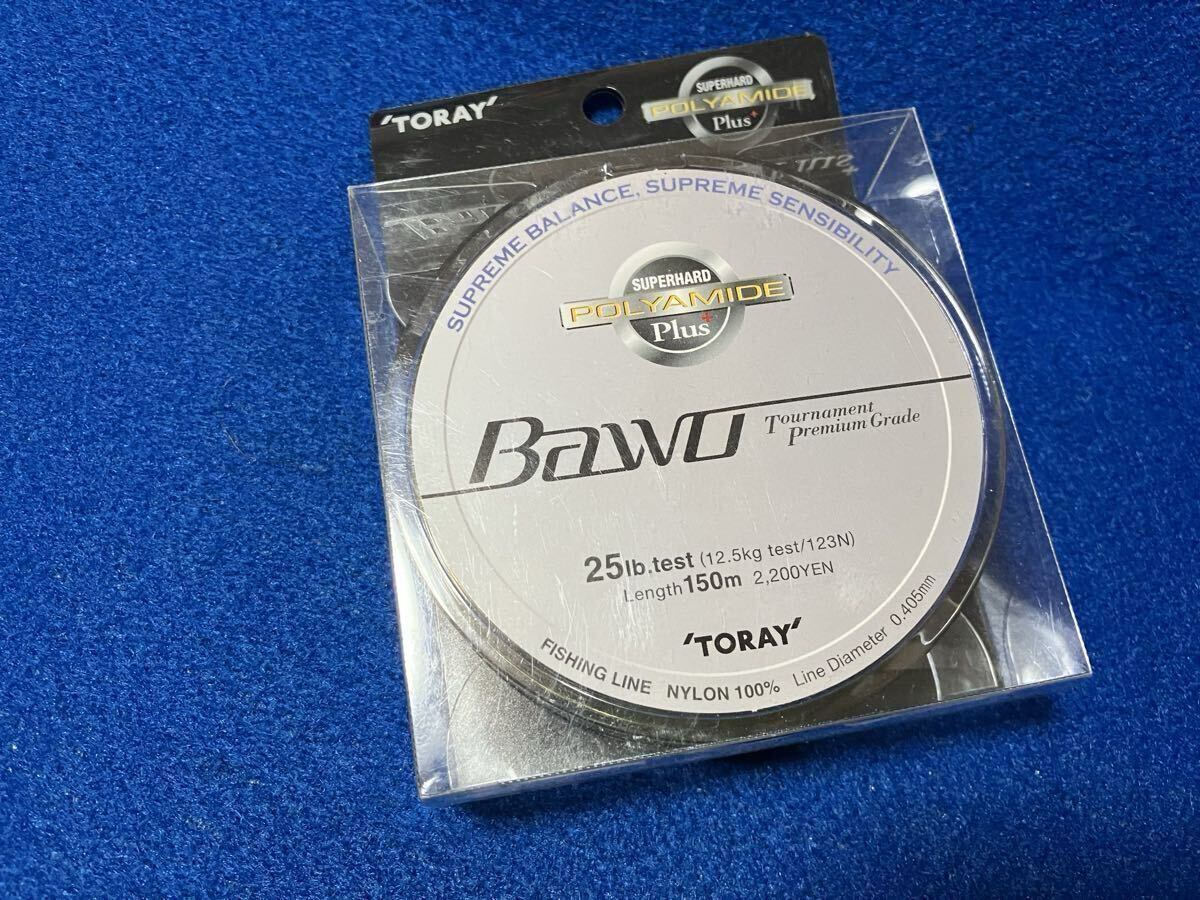 'TORAY'
SUPERHARD
POLYAMIDE
Plus+
SUPREME BALANCE, SUPREME SENSIBILITY
SUPERHARD
POLYAMIDE
Plus+
BawO
Tournament
Premium Grade
25lb.test (12.5kg test/123N)
Length150m 2,200YEN
'TORAY'
FISHING LINE NYLON 100% Line Diameter 0.405mm